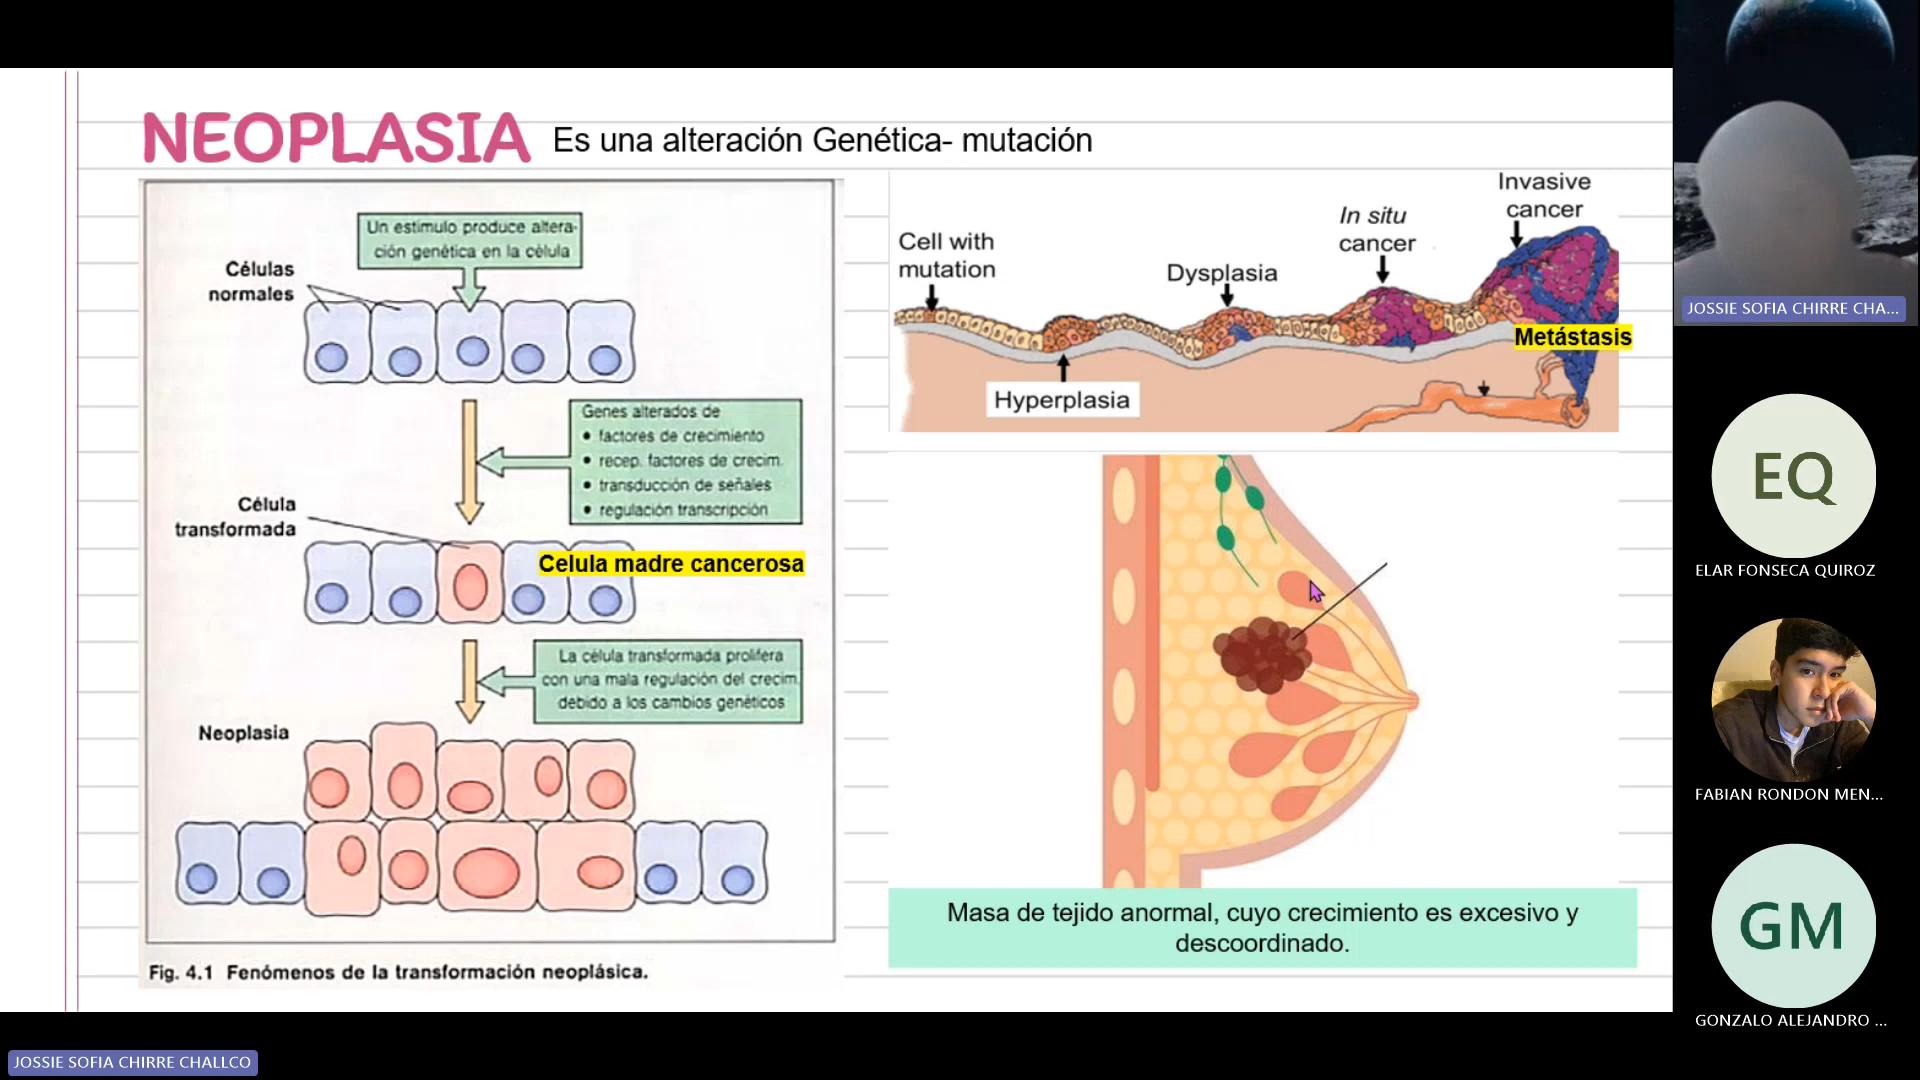 NEOPLASIA Es una alteración Genética- mutación
Un estímulo produce altera-
ción genética en la célula
Células
normales
Genes alterados de
• factores de crecimiento
• recep. factores de crecim.
• transducción de señales
• regulación transcripción
Célula
transformada
Celula madre cancerosa
La célula transformada prolifera
con una mala regulación del crecim.
debido a los cambios genéticos
Neoplasia
Fig. 4.1 Fenómenos de la transformación neoplásica.
Cell with
mutation
Hyperplasia
Dysplasia
In situ
cancer
Invasive
cancer
Metástasis
Masa de tejido anormal, cuyo crecimiento es excesivo y
descoordinado.
JOSSIE SOFIA CHIRRE CHA...
EQ
ELAR FONSECA QUIROZ
FABIAN RONDON MEN...
GM
GONZALO ALEJANDRO ...
JOSSIE SOFIA CHIRRE CHALLCO